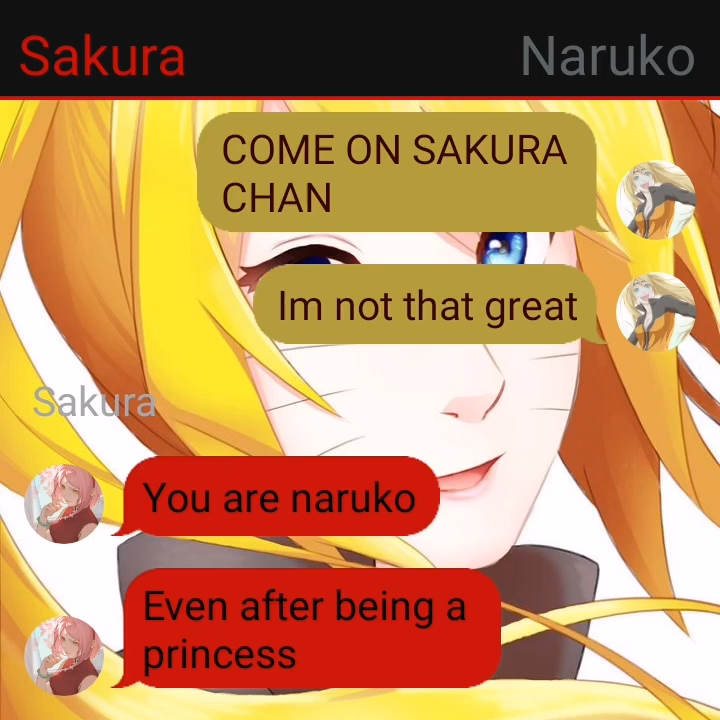 Sakura Naruko
COME ON SAKURA
CHAN
Im not that great
Sakura
You are naruko
Even after being a
princess